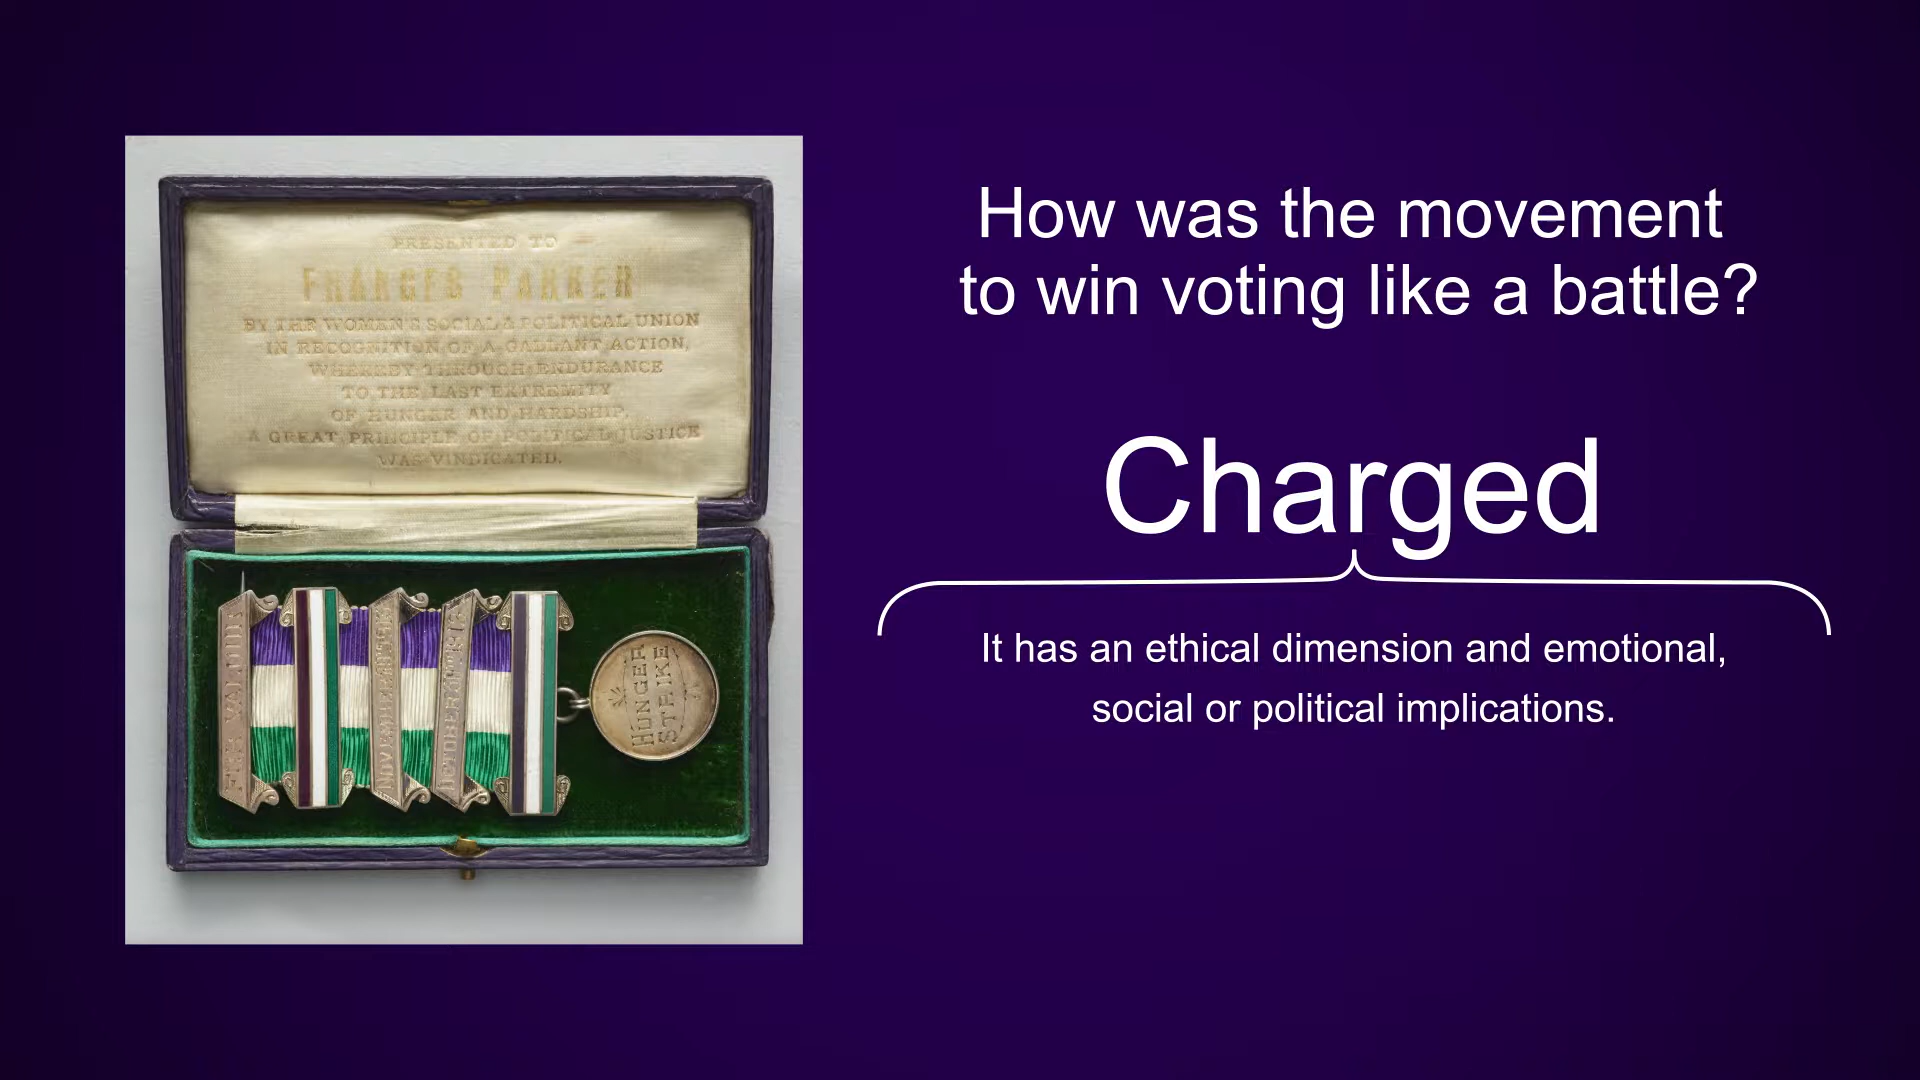 PRESENTED TO
FRANCES PARKER
BY THE WOMEN'S SOCIAL & POLITICAL UNION
IN RECOGNITION OF A GALLANT ACTION,
WHEREBY THROUGH ENDURANCE
TO THE LAST EXTREMITY
OF HUNGER AND HARDSHIP,
A GREAT PRINCIPLE OF POLITICAL JUSTICE
WAS VINDICATED.
FOR VALOUR
HUNGER
STRIKE
How was the movement
to win voting like a battle?
Charged
It has an ethical dimension and emotional,
social or political implications.